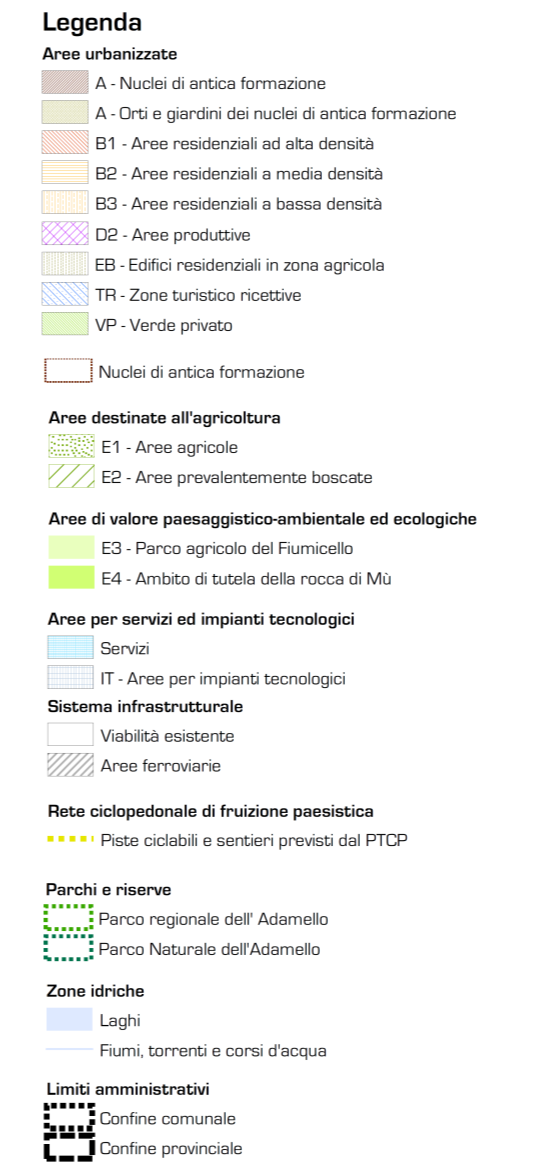 Legenda
Aree urbanizzate
A - Nuclei di antica formazione
A - Orti e giardini dei nuclei di antica formazione
B1 - Aree residenziali ad alta densità
B2 - Aree residenziali a media densità
B3 - Aree residenziali a bassa densità
D2 - Aree produttive
EB - Edifici residenziali in zona agricola
TR - Zone turistico ricettive
VP - Verde privato
Nuclei di antica formazione
Aree destinate all'agricoltura
E1 - Aree agricole
E2 - Aree prevalentemente boscate
Aree di valore paesaggistico-ambientale ed ecologiche
E3 - Parco agricolo del Fiumicello
E4 - Ambito di tutela della rocca di Mù
Aree per servizi ed impianti tecnologici
Servizi
IT - Aree per impianti tecnologici
Sistema infrastrutturale
Viabilità esistente
Aree ferroviarie
Rete ciclopedonale di fruizione paesistica
Piste ciclabili e sentieri previsti dal PTCP
Parchi e riserve
Parco regionale dell' Adamello
Parco Naturale dell'Adamello
Zone idriche
Laghi
Fiumi, torrenti e corsi d'acqua
Limiti amministrativi
Confine comunale
Confine provinciale